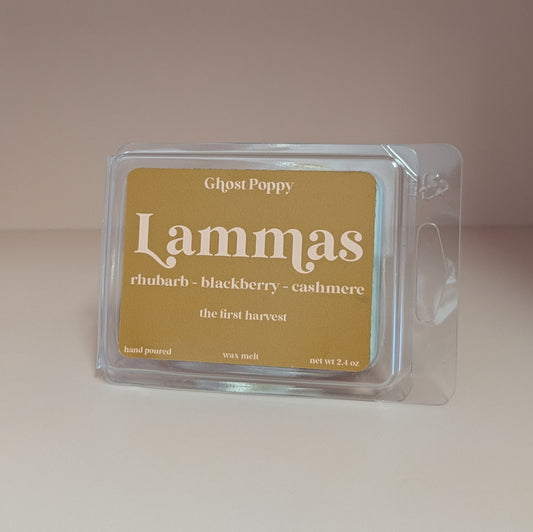 Ghost Poppy
Lammas
rhubarb - blackberry - cashmere
the first harvest
hand poured wax melt net wt 2.4 oz